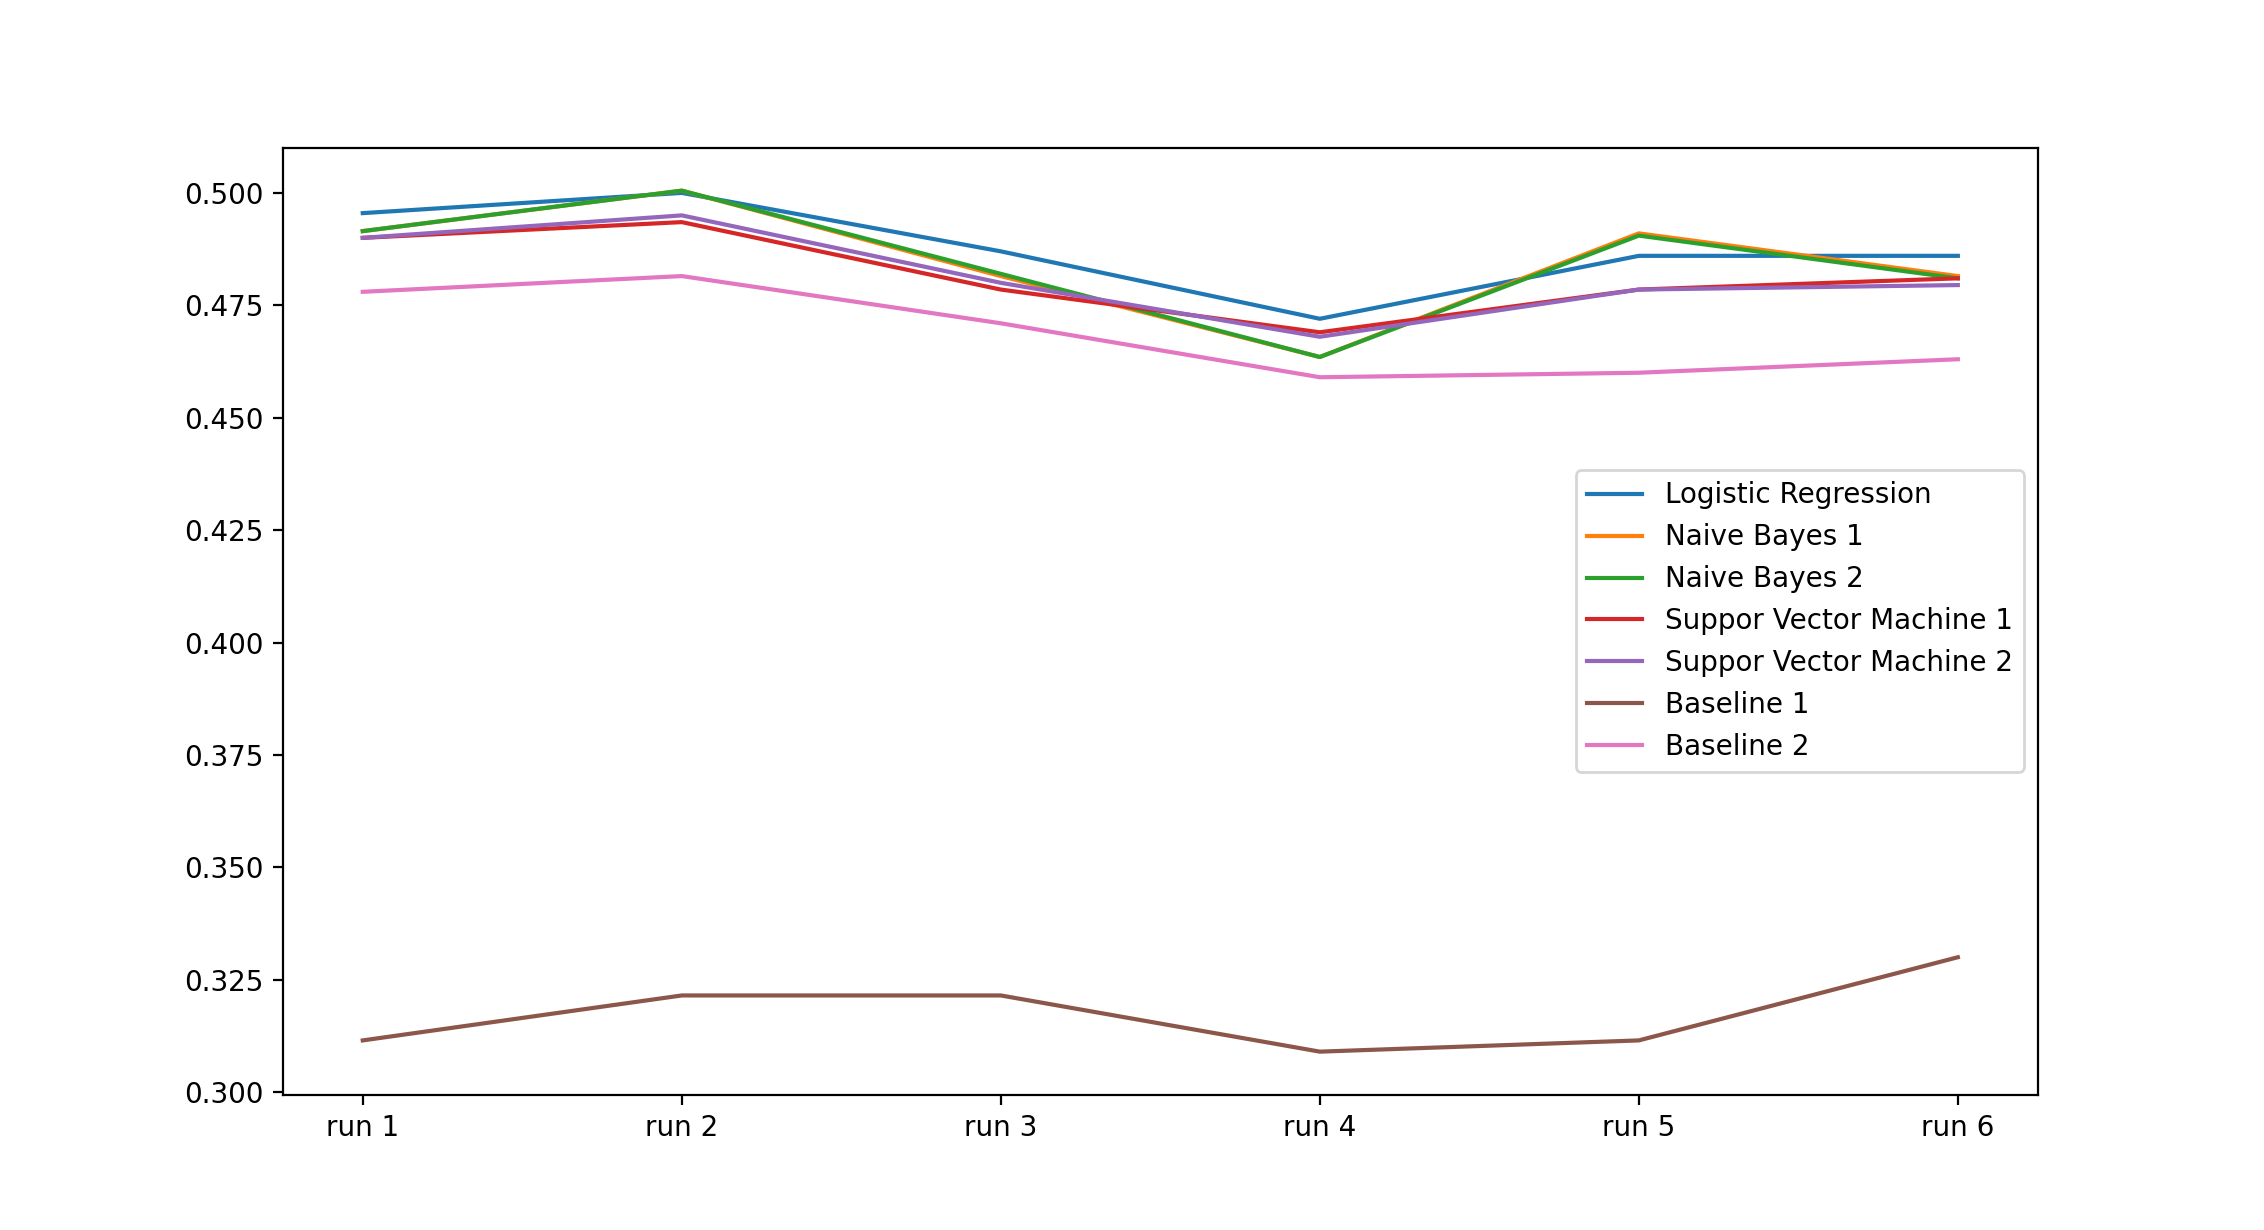 0.500
0.475
0.450
0.425
0.400
0.375
0.350
0.325
0.300
Logistic Regression
Naive Bayes 1
Naive Bayes 2
Suppor Vector Machine 1
Suppor Vector Machine 2
Baseline 1
Baseline 2
run 1 run 2 run 3 run 4 run 5 run 6